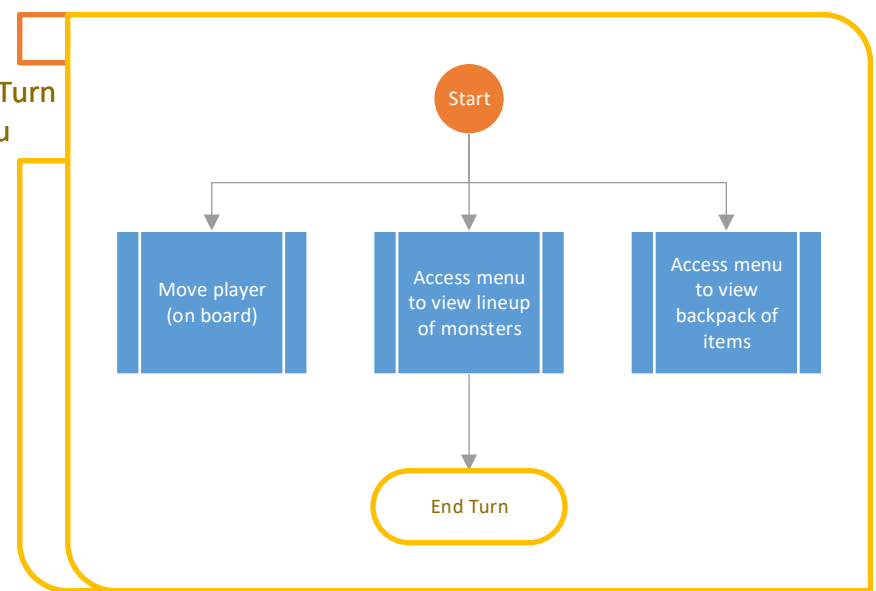 Turn
u
Start
Move player
(on board)
Access menu
to view lineup
of monsters
Access menu
to view
backpack of
items
End Turn